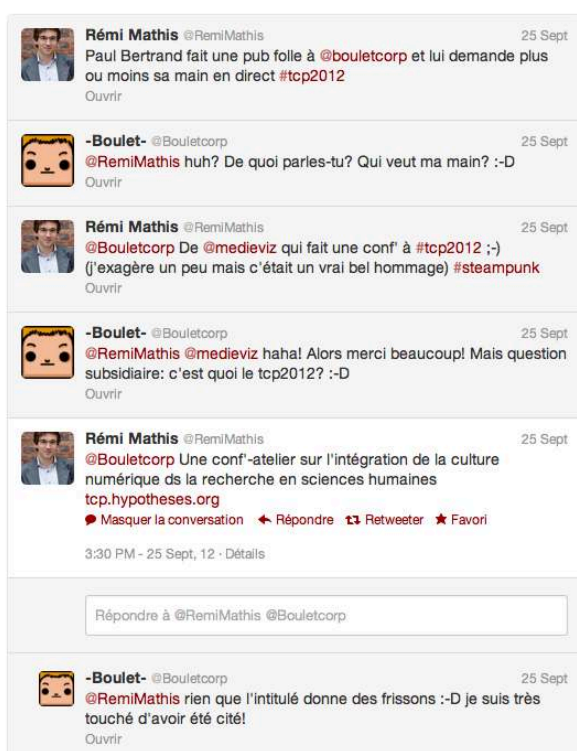 Rémi Mathis @RemiMathis 25 Sept
Paul Bertrand fait une pub folle à @bouletcorp et lui demande plus
ou moins sa main en direct #tcp2012
Ouvrir
-Boulet- @Bouletcorp 25 Sept
@RemiMathis huh? De quoi parles-tu? Qui veut ma main? :-D
Ouvrir
Rémi Mathis @RemiMathis 25 Sept
@Bouletcorp De @medieviz qui fait une conf' à #tcp2012 ;-)
(j'exagère un peu mais c'était un vrai bel hommage) #steampunk
Ouvrir
-Boulet- @Bouletcorp 25 Sept
@RemiMathis @medieviz haha! Alors merci beaucoup! Mais question
subsidiaire: c'est quoi le tcp2012? :-D
Ouvrir
Rémi Mathis @RemiMathis 25 Sept
@Bouletcorp Une conf'-atelier sur l'intégration de la culture
numérique ds la recherche en sciences humaines
tcp.hypotheses.org
Masquer la conversation Répondre Retweeter Favori
3:30 PM - 25 Sept, 12 · Détails
Répondre à @RemiMathis @Bouletcorp
-Boulet- @Bouletcorp 25 Sept
@RemiMathis rien que l'intitulé donne des frissons :-D je suis très
touché d'avoir été cité!
Ouvrir